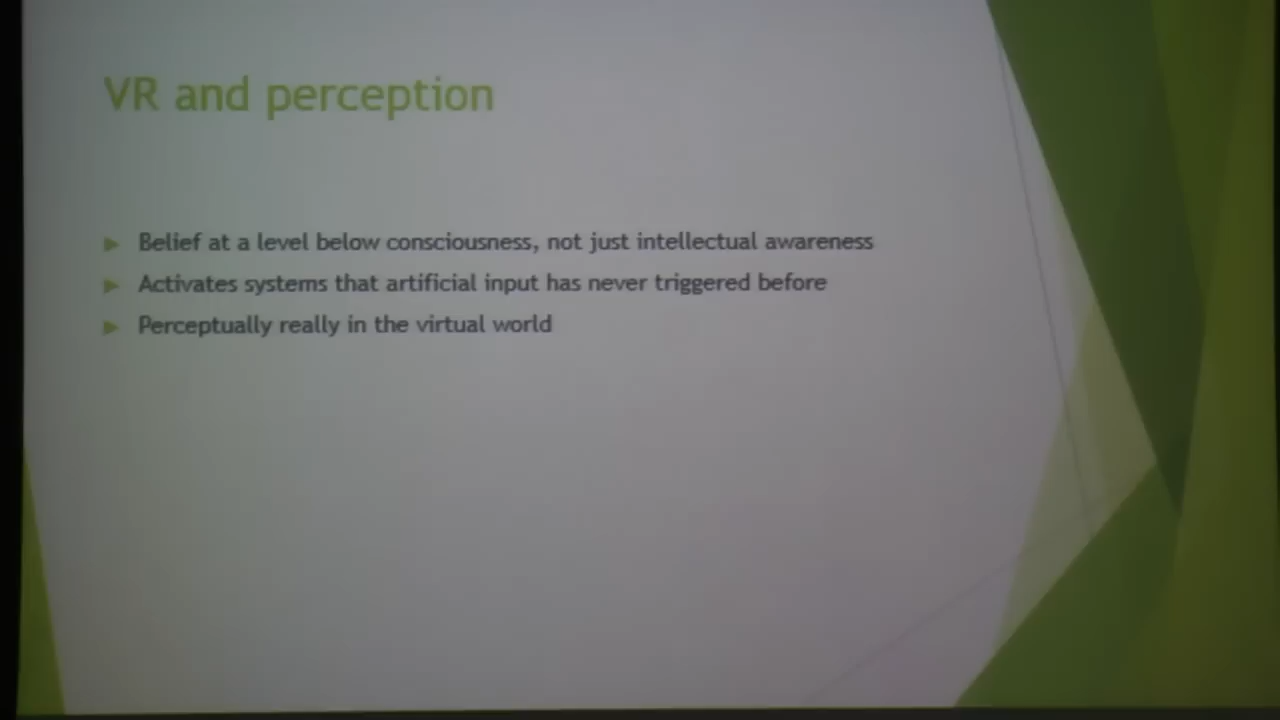 VR and perception
Belief at a level below consciousness, not just intellectual awareness
Activates systems that artificial input has never triggered before
Perceptually really in the virtual world